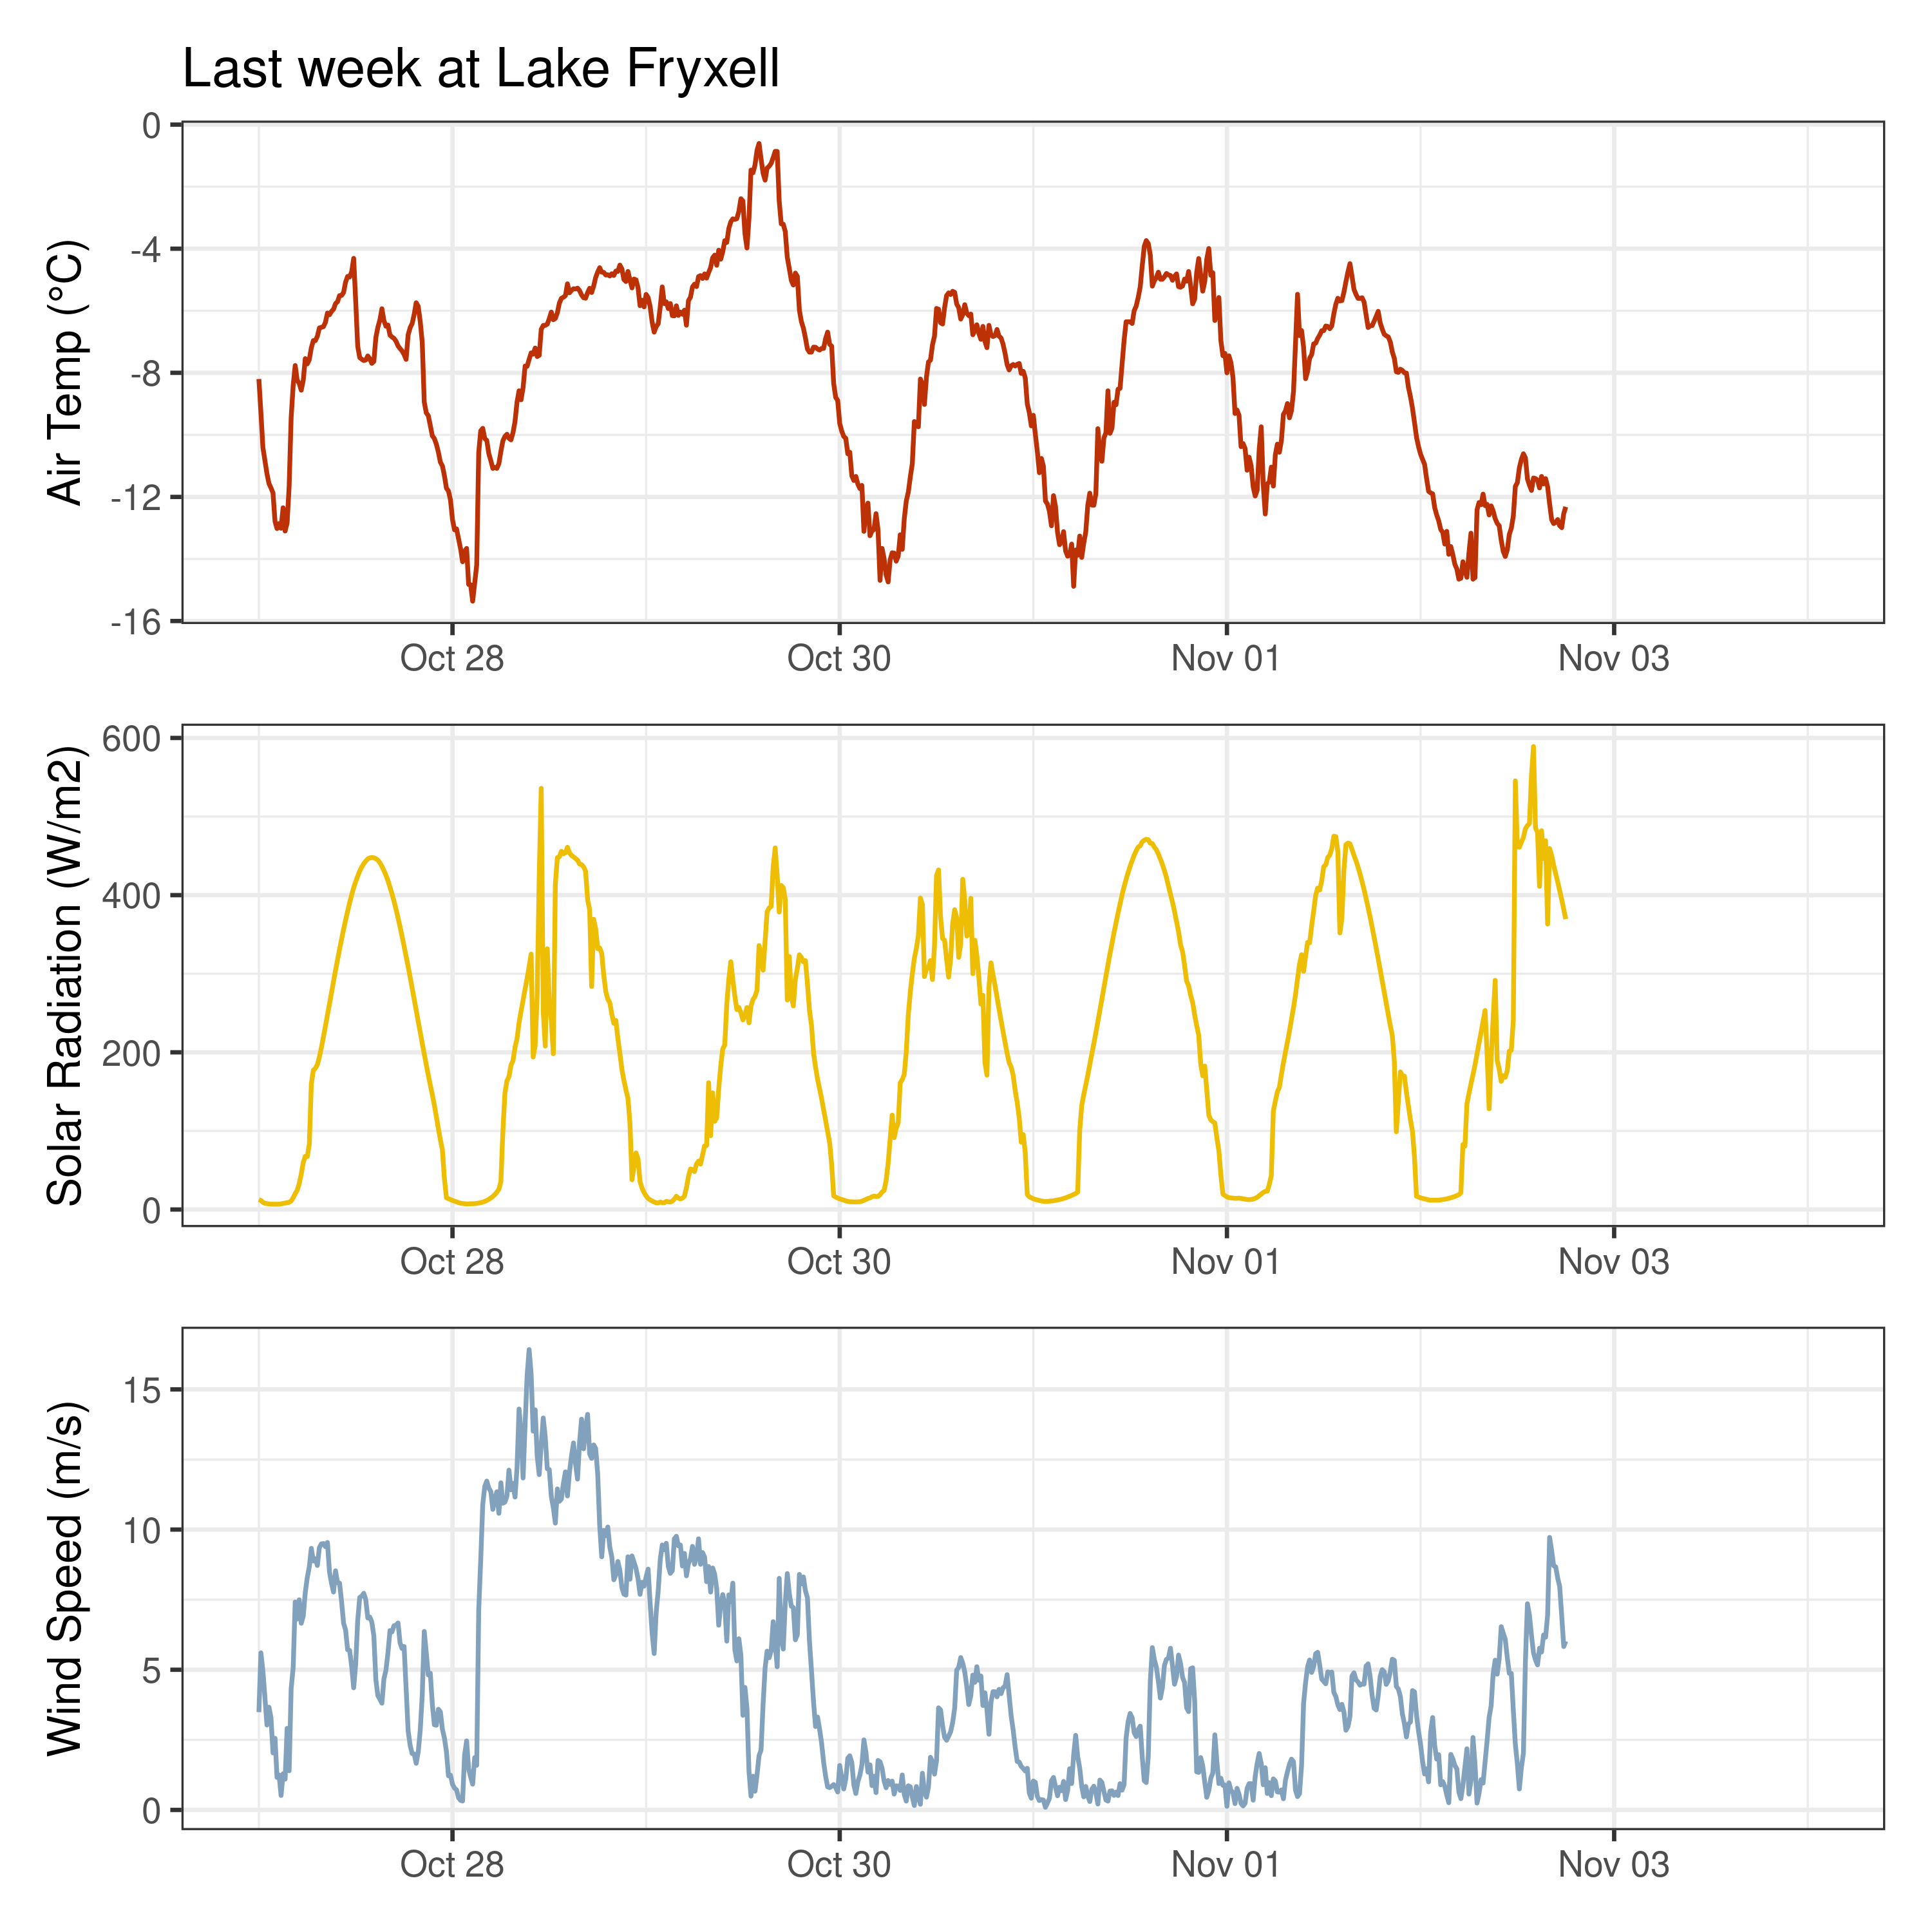 Last week at Lake Fryxell
Air Temp (°C)
0
-4
-8
-12
-16
Oct 28 Oct 30 Nov 01 Nov 03
Solar Radiation (W/m2)
600
400
200
0
Oct 28 Oct 30 Nov 01 Nov 03
Wind Speed (m/s)
15
10
5
0
Oct 28 Oct 30 Nov 01 Nov 03